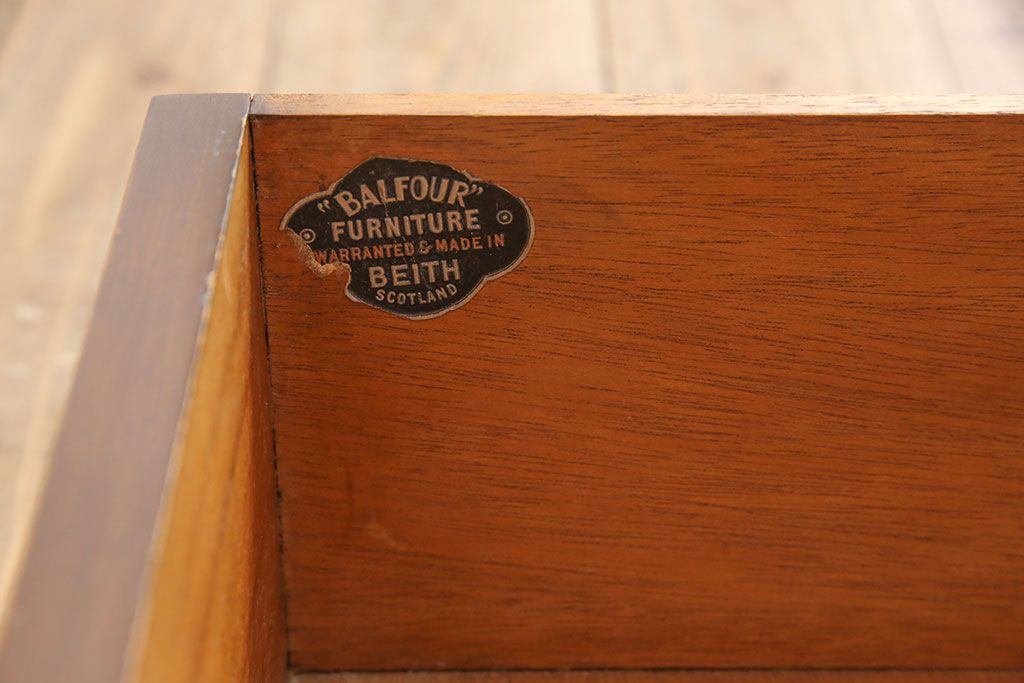 "BALFOUR"
FURNITURE
WARRANTED & MADE IN
BEITH
SCOTLAND